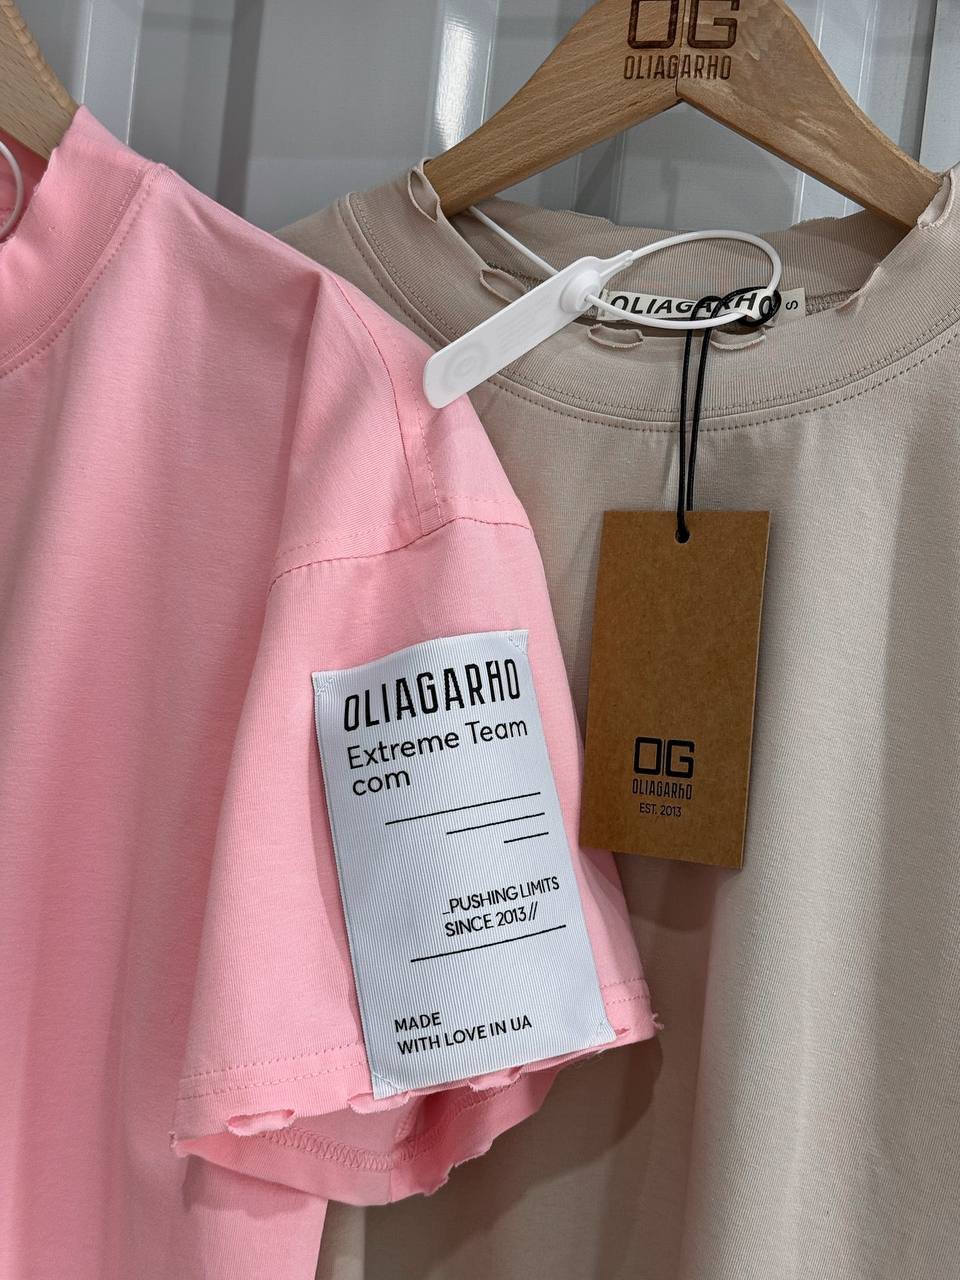 OG
OLIAGARHO
OLIAGARHO
S
OLIAGARHO
Extreme Team
com
_PUSHING LIMITS
SINCE 2013//
MADE
WITH LOVE IN UA
OG
OLIAGARhO
EST. 2013